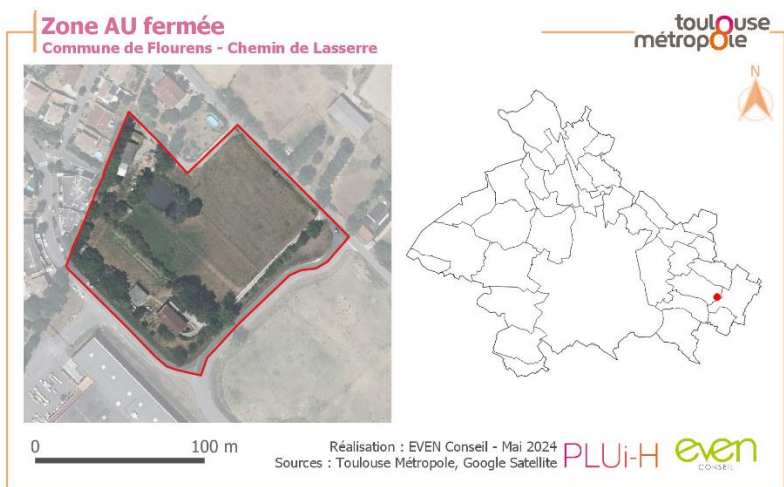 Zone AU fermée
Commune de Flourens - Chemin de Lasserre
toulouse
métropole
N
0 100 m
Réalisation : EVEN Conseil - Mai 2024
Sources : Toulouse Métropole, Google Satellite
PLUi-H
even
CONSEIL